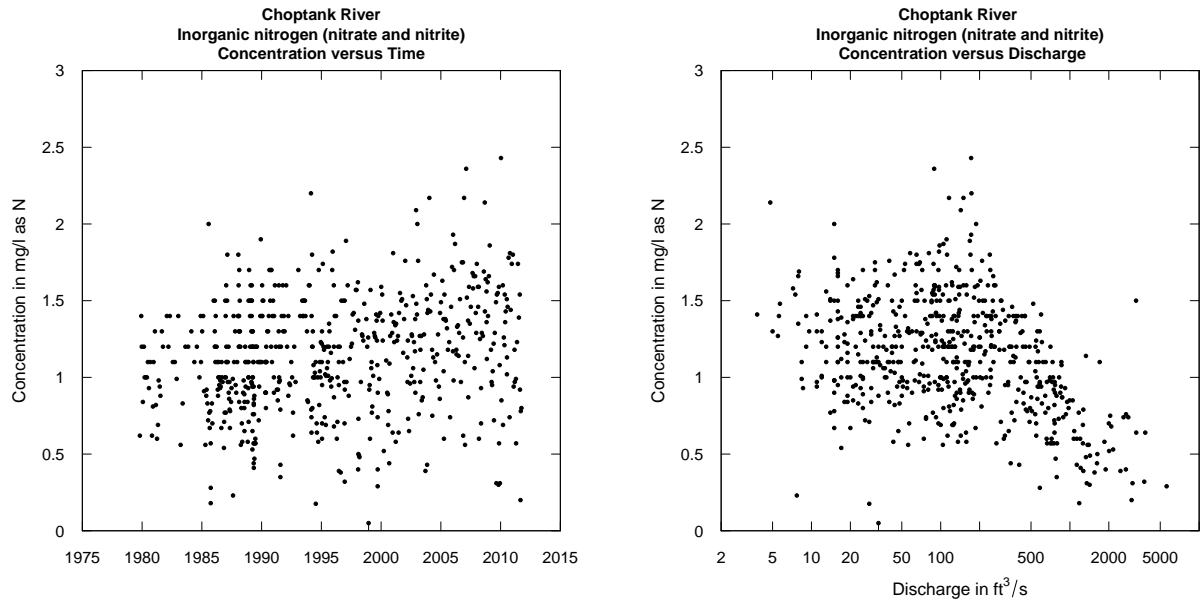 Choptank River
Inorganic nitrogen (nitrate and nitrite)
Concentration versus Time
3
2.5
2
1.5
1
0.5
0
Concentration in mg/l as N
1975 1980 1985 1990 1995 2000 2005 2010 2015
Choptank River
Inorganic nitrogen (nitrate and nitrite)
Concentration versus Discharge
3
2.5
2
1.5
1
0.5
0
Concentration in mg/l as N
2 5 10 20 50 100 500 2000 5000
Discharge in ft³/s